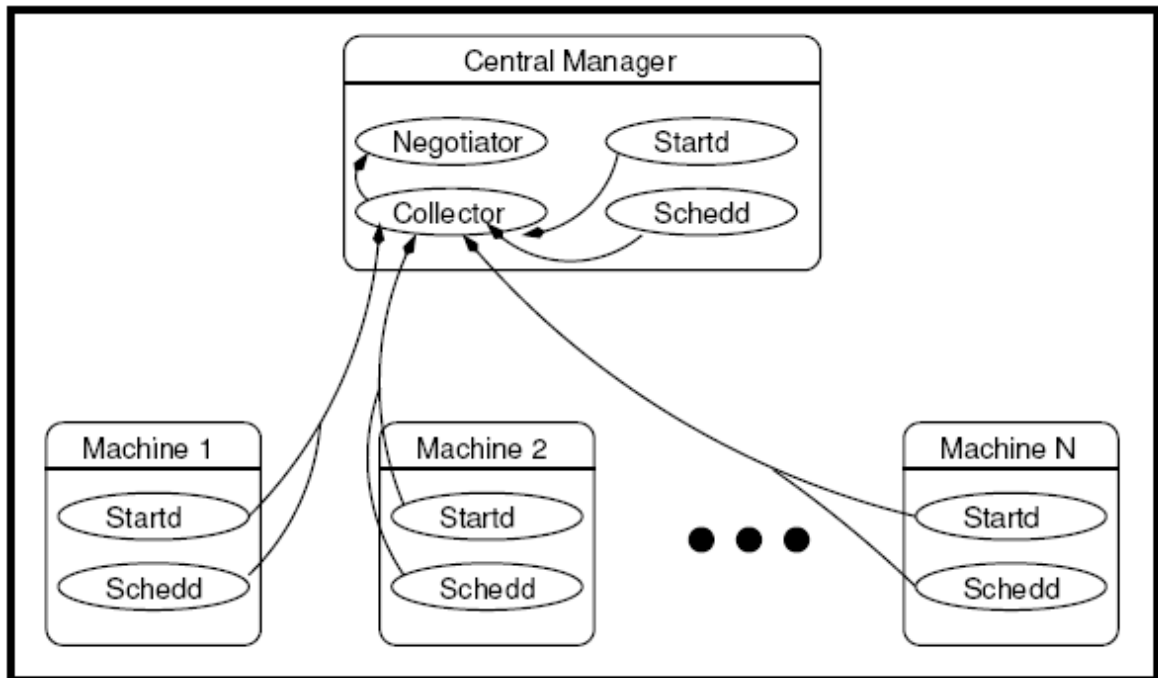 Central Manager
Negotiator
Startd
Collector
Schedd
Machine 1
Startd
Schedd
Machine 2
Startd
Schedd
Machine N
Startd
Schedd